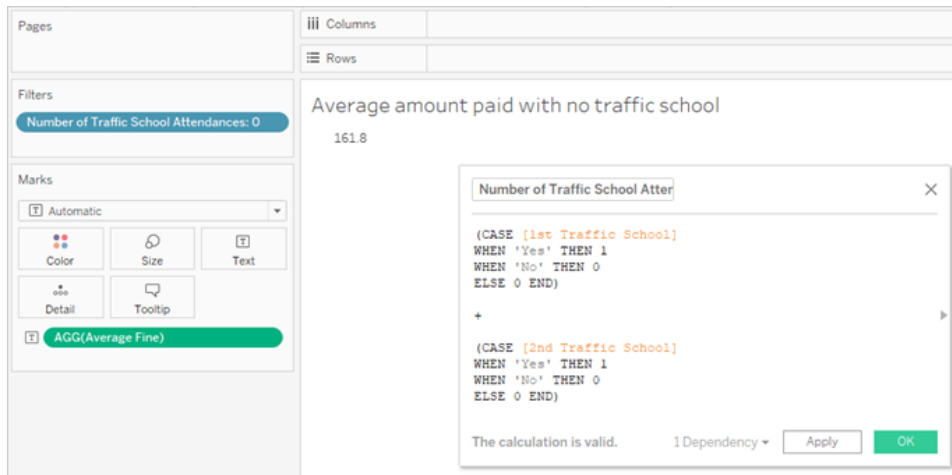 Pages
iii Columns
Rows
Filters
Number of Traffic School Attendances: 0
Average amount paid with no traffic school
161.8
Marks
T Automatic
Color
Size
T
Text
Detail
Tooltip
T AGG(Average Fine)
Number of Traffic School Atter
(CASE [1st Traffic School]
WHEN 'Yes' THEN 1
WHEN 'No' THEN 0
ELSE 0 END)
+
(CASE [2nd Traffic School]
WHEN 'Yes' THEN 1
WHEN 'No' THEN 0
ELSE 0 END)
The calculation is valid.
1 Dependency
Apply
OK